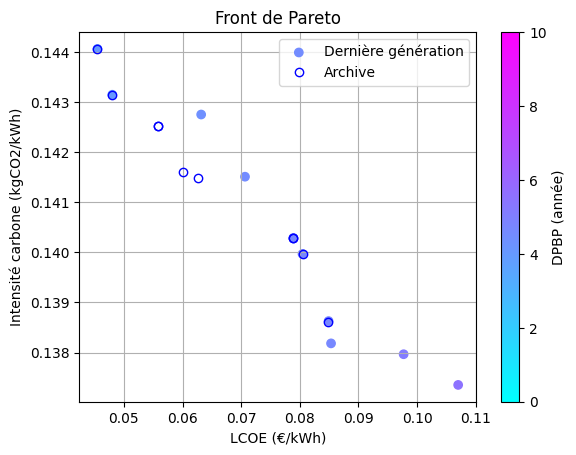 Front de Pareto
Dernière génération
Archive
0.144
0.143
0.142
0.141
0.140
0.139
0.138
Intensité carbone (kgCO2/kWh)
0.05 0.06 0.07 0.08 0.09 0.10 0.11
LCOE (€/kWh)
10
8
6
4
2
0
DPBP (année)